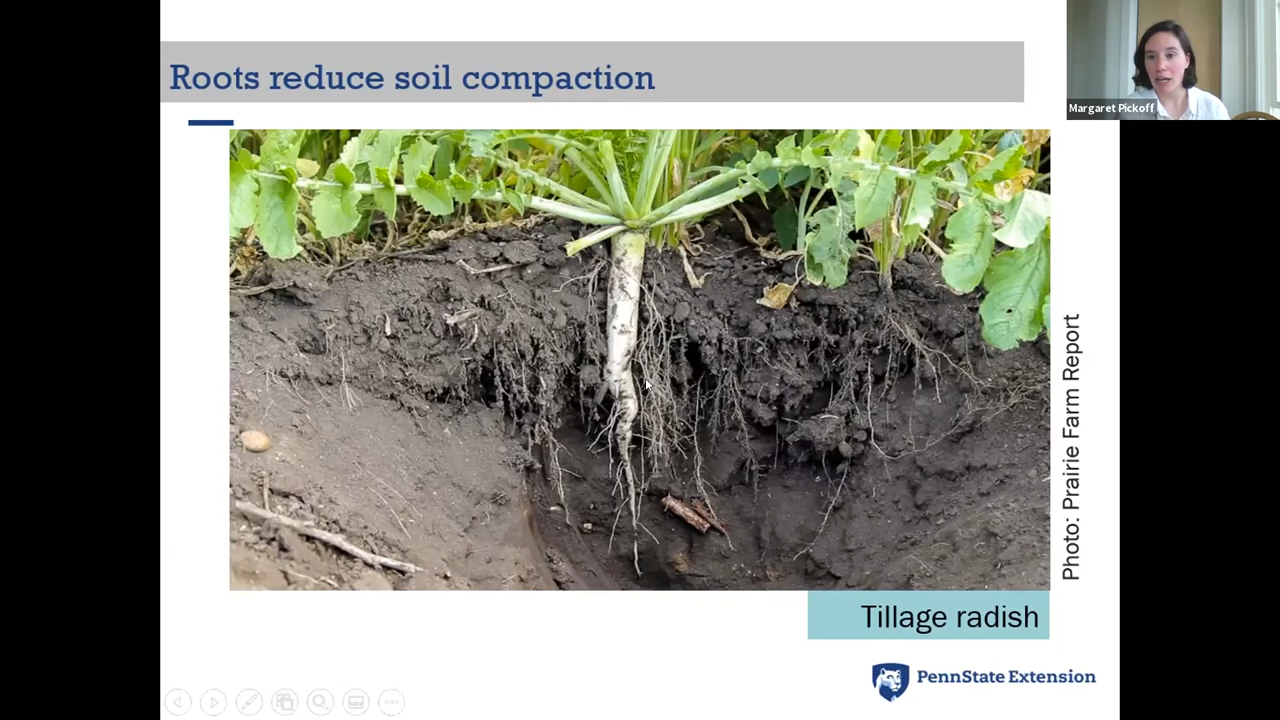 Roots reduce soil compaction
Margaret Pickoff
Photo: Prairie Farm Report
Tillage radish
PennState Extension